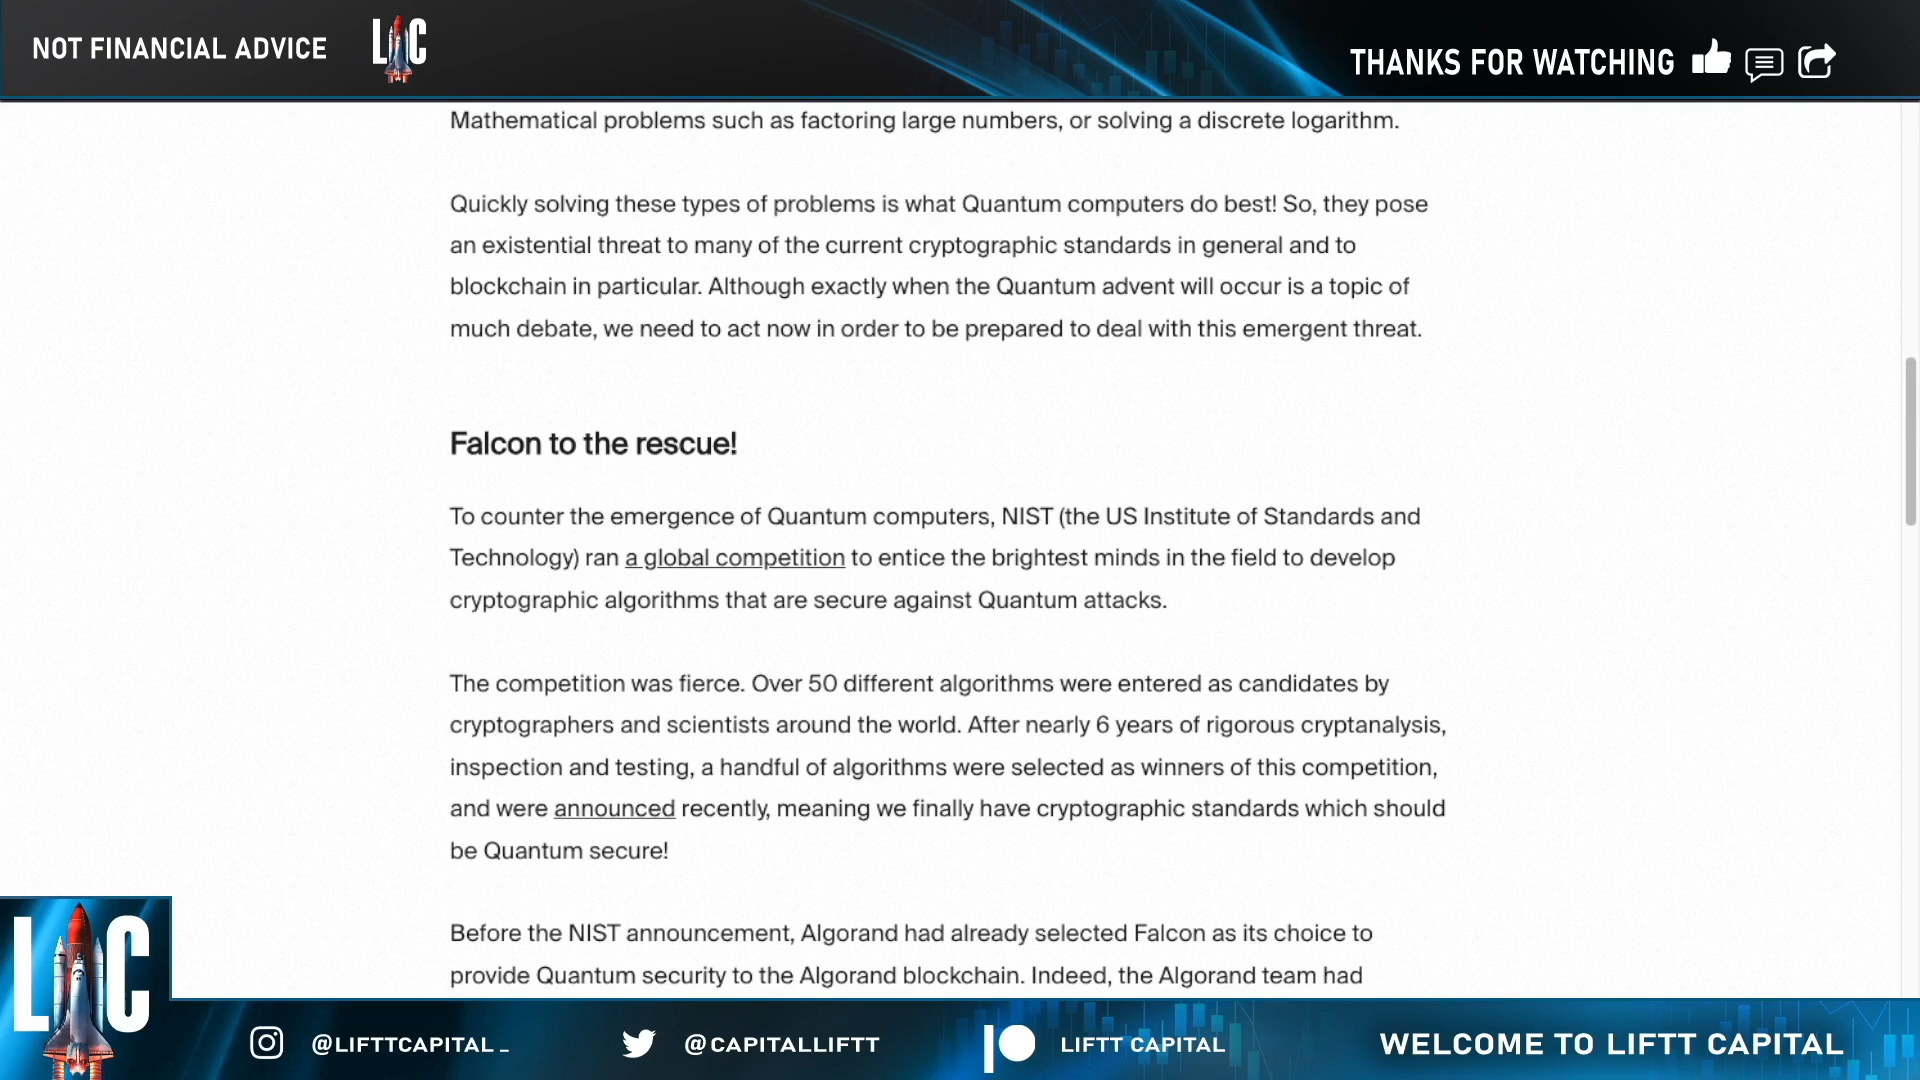 NOT FINANCIAL ADVICE
L C
THANKS FOR WATCHING
Mathematical problems such as factoring large numbers, or solving a discrete logarithm.
Quickly solving these types of problems is what Quantum computers do best! So, they pose
an existential threat to many of the current cryptographic standards in general and to
blockchain in particular. Although exactly when the Quantum advent will occur is a topic of
much debate, we need to act now in order to be prepared to deal with this emergent threat.
Falcon to the rescue!
To counter the emergence of Quantum computers, NIST (the US Institute of Standards and
Technology) ran a global competition to entice the brightest minds in the field to develop
cryptographic algorithms that are secure against Quantum attacks.
The competition was fierce. Over 50 different algorithms were entered as candidates by
cryptographers and scientists around the world. After nearly 6 years of rigorous cryptanalysis,
inspection and testing, a handful of algorithms were selected as winners of this competition,
and were announced recently, meaning we finally have cryptographic standards which should
be Quantum secure!
Before the NIST announcement, Algorand had already selected Falcon as its choice to
provide Quantum security to the Algorand blockchain. Indeed, the Algorand team had
L C
@LIFTTCAPITAL_
@CAPITALLIFTT
LIFTT CAPITAL
WELCOME TO LIFTT CAPITAL